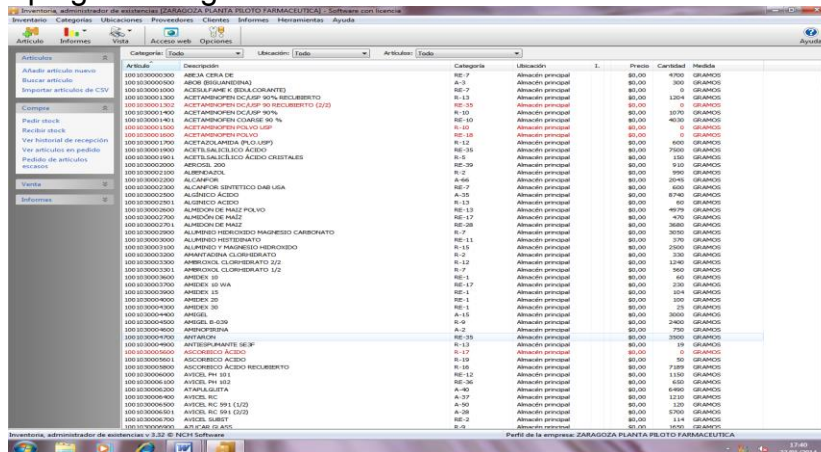 Inventoria, administrador de existencias [ZARAGOZA PLANTA PILOTO FARMACEUTICA] - Software con licencia
Inventario Categorías Ubicaciones Proveedores Clientes Informes Herramientas Ayuda
Artículo Informes Vista Acceso web Opciones Ayuda
Categoría: Todo Ubicación: Todo Artículos: Todo
Artículos
Añadir artículo nuevo
Buscar artículo
Importar artículos de CSV
Compra
Pedir stock
Recibir stock
Ver historial de recepción
Ver artículos en pedido
Pedido de artículos
escasos
Venta
Informes
Artículo Descripción Categoría Ubicación I. Precio Cantidad Medida
1001030000300 ABEJA CERA DE RE-7 Almacén principal $0,00 4700 GRAMOS
1001030000500 ABOB (BIGUANIDINA) A-3 Almacén principal $0,00 300 GRAMOS
1001030001000 ACESULFAME K (EDULCORANTE) RE-7 Almacén principal $0,00 0 GRAMOS
1001030001300 ACETAMINOFEN DC/USP 90% RECUBIERTO R-13 Almacén principal $0,00 1204 GRAMOS
1001030001302 ACETAMINOFEN DC/USP 90 RECUBIERTO (2/2) RE-35 Almacén principal $0,00 0 GRAMOS
1001030001400 ACETAMINOFEN DC/USP 90% R-10 Almacén principal $0,00 1070 GRAMOS
1001030001401 ACETAMINOFEN COARSE 90 % RE-10 Almacén principal $0,00 4030 GRAMOS
1001030001500 ACETAMINOFEN POLVO USP R-10 Almacén principal $0,00 0 GRAMOS
1001030001600 ACETAMINOFEN POLVO RE-18 Almacén principal $0,00 0 GRAMOS
1001030001700 ACETAZOLAMIDA (PLO.USP) R-12 Almacén principal $0,00 600 GRAMOS
1001030001900 ACETILSALICILICO ÁCIDO RE-35 Almacén principal $0,00 7500 GRAMOS
1001030001901 ACETILSALICÍLICO ÁCIDO CRISTALES R-5 Almacén principal $0,00 150 GRAMOS
1001030002000 AEROSIL 200 RE-39 Almacén principal $0,00 910 GRAMOS
1001030002100 ALBENDAZOL R-2 Almacén principal $0,00 990 GRAMOS
1001030002200 ALCANFOR A-66 Almacén principal $0,00 2045 GRAMOS
1001030002300 ALCANFOR SINTETICO DAB USA RE-7 Almacén principal $0,00 600 GRAMOS
1001030002500 ALGÍNICO ÁCIDO A-35 Almacén principal $0,00 8740 GRAMOS
1001030002501 ALGINICO ACIDO R-13 Almacén principal $0,00 60 GRAMOS
1001030002600 ALMIDON DE MAIZ POLVO RE-13 Almacén principal $0,00 4979 GRAMOS
1001030002700 ALMIDÓN DE MAÍZ RE-17 Almacén principal $0,00 470 GRAMOS
1001030002701 ALMIDON DE MAIZ RE-28 Almacén principal $0,00 3680 GRAMOS
1001030002900 ALUMINIO HIDROXIDO MAGNESIO CARBONATO R-7 Almacén principal $0,00 3050 GRAMOS
1001030003000 ALUMINIO HISTIDINATO RE-11 Almacén principal $0,00 370 GRAMOS
1001030003100 ALUMINIO Y MAGNESIO HIDROXIDO R-15 Almacén principal $0,00 2500 GRAMOS
1001030003200 AMANTADINA CLORHIDRATO R-2 Almacén principal $0,00 330 GRAMOS
1001030003300 AMBROXOL CLORHIDRATO 2/2 R-12 Almacén principal $0,00 1240 GRAMOS
1001030003301 AMBROXOL CLORHIDRATO 1/2 R-7 Almacén principal $0,00 560 GRAMOS
1001030003600 AMIDEX 10 RE-1 Almacén principal $0,00 60 GRAMOS
1001030003700 AMIDEX 10 WA RE-17 Almacén principal $0,00 230 GRAMOS
1001030003900 AMIDEX 15 RE-1 Almacén principal $0,00 104 GRAMOS
1001030004000 AMIDEX 20 RE-1 Almacén principal $0,00 100 GRAMOS
1001030004300 AMIDEX 30 RE-1 Almacén principal $0,00 25 GRAMOS
1001030004400 AMIGEL A-15 Almacén principal $0,00 3000 GRAMOS
1001030004500 AMIGEL B-039 R-9 Almacén principal $0,00 2400 GRAMOS
1001030004600 AMINOPIRINA A-2 Almacén principal $0,00 750 GRAMOS
1001030004700 ANTARON RE-35 Almacén principal $0,00 3500 GRAMOS
1001030004900 ANTIESPUMANTE SE3F R-13 Almacén principal $0,00 19 GRAMOS
1001030005600 ASCORBICO ÁCIDO R-17 Almacén principal $0,00 0 GRAMOS
1001030005601 ASCORBICO ACIDO R-19 Almacén principal $0,00 50 GRAMOS
1001030005800 ASCORBICO ACIDO RECUBIERTO R-16 Almacén principal $0,00 7189 GRAMOS
1001030006000 AVICEL PH 101 RE-12 Almacén principal $0,00 1150 GRAMOS
1001030006100 AVICEL PH 102 RE-36 Almacén principal $0,00 650 GRAMOS
1001030006200 ATAPULGUITA A-40 Almacén principal $0,00 6490 GRAMOS
1001030006400 AVICEL RC A-37 Almacén principal $0,00 1210 GRAMOS
1001030006500 AVICEL RC 591 (1/2) A-50 Almacén principal $0,00 120 GRAMOS
1001030006501 AVICEL RC 591 (2/2) A-28 Almacén principal $0,00 5700 GRAMOS
1001030006700 AVICEL SUBST RE-2 Almacén principal $0,00 114 GRAMOS
1001030006900 AZUCAR GLASS R-9 Almacén principal $0,00 1650 GRAMOS
Inventoria, administrador de existencias v 3.32 © NCH Software Perfil de la empresa: ZARAGOZA PLANTA PILOTO FARMACEUTICA
17:40